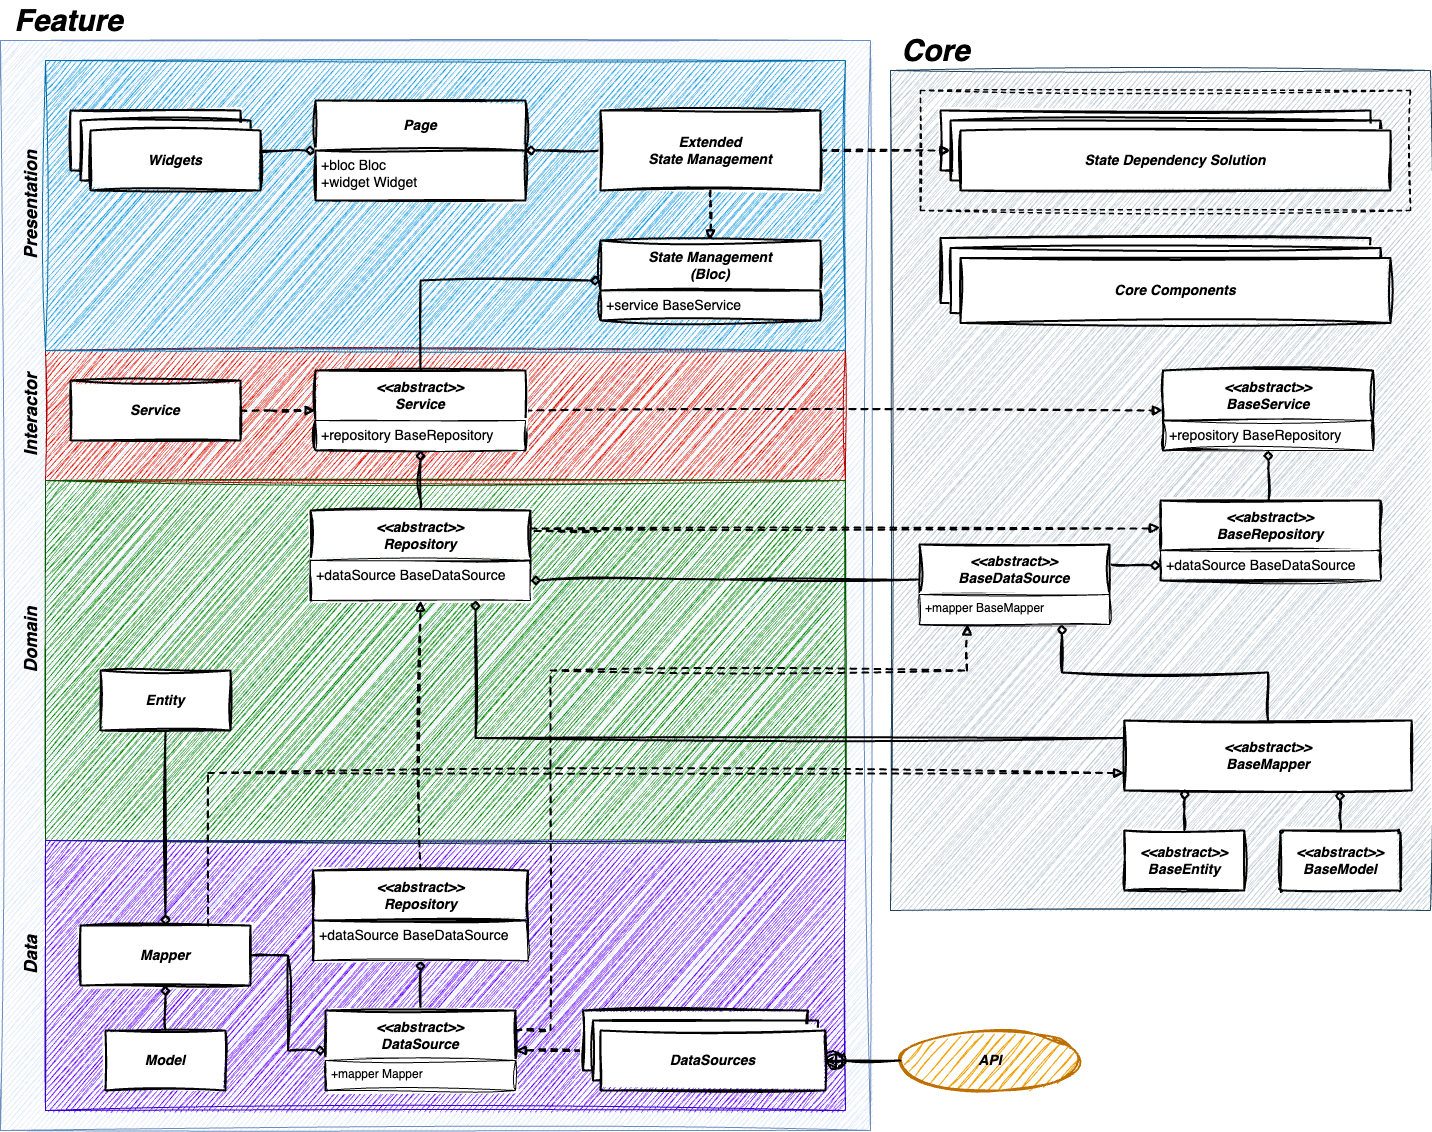 Feature
Core
Presentation
Widgets
Page
+bloc Bloc
+widget Widget
Extended
State Management
State Dependency Solution
State Management
(Bloc)
+service BaseService
Core Components
Interactor
Service
<<abstract>>
Service
+repository BaseRepository
<<abstract>>
BaseService
+repository BaseRepository
Domain
<<abstract>>
Repository
+dataSource BaseDataSource
<<abstract>>
BaseDataSource
+mapper BaseMapper
<<abstract>>
BaseRepository
+dataSource BaseDataSource
Entity
<<abstract>>
BaseMapper
<<abstract>>
BaseEntity
<<abstract>>
BaseModel
Data
Mapper
Model
<<abstract>>
Repository
+dataSource BaseDataSource
<<abstract>>
DataSource
+mapper Mapper
DataSources
API